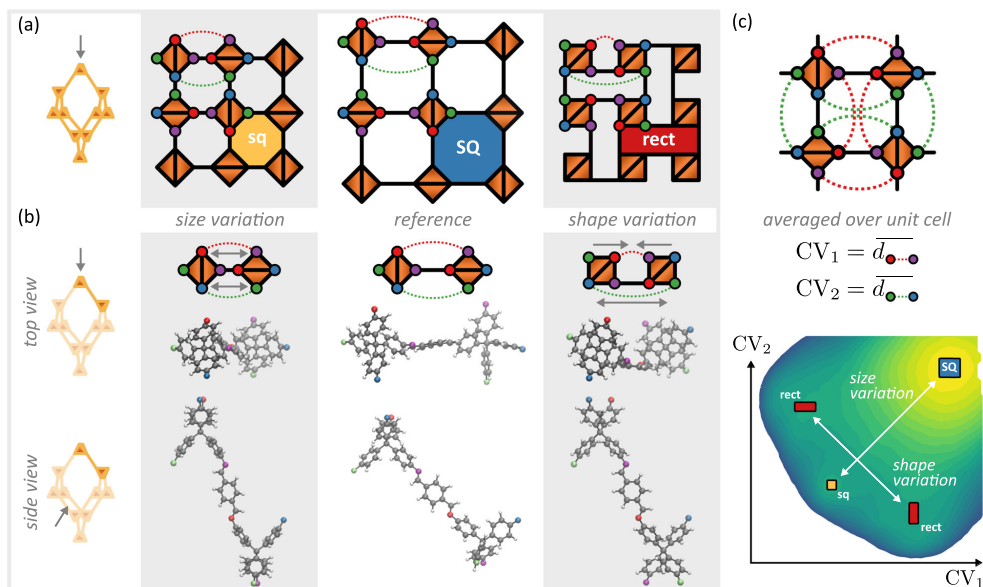 (a)
sq
SQ
rect
(b)
size variation
reference
shape variation
top view
side view
(c)
averaged over unit cell
CV₁ = d̅
CV₂ = d̅
CV₂
SQ
size
variation
rect
shape
variation
sq
rect
CV₁